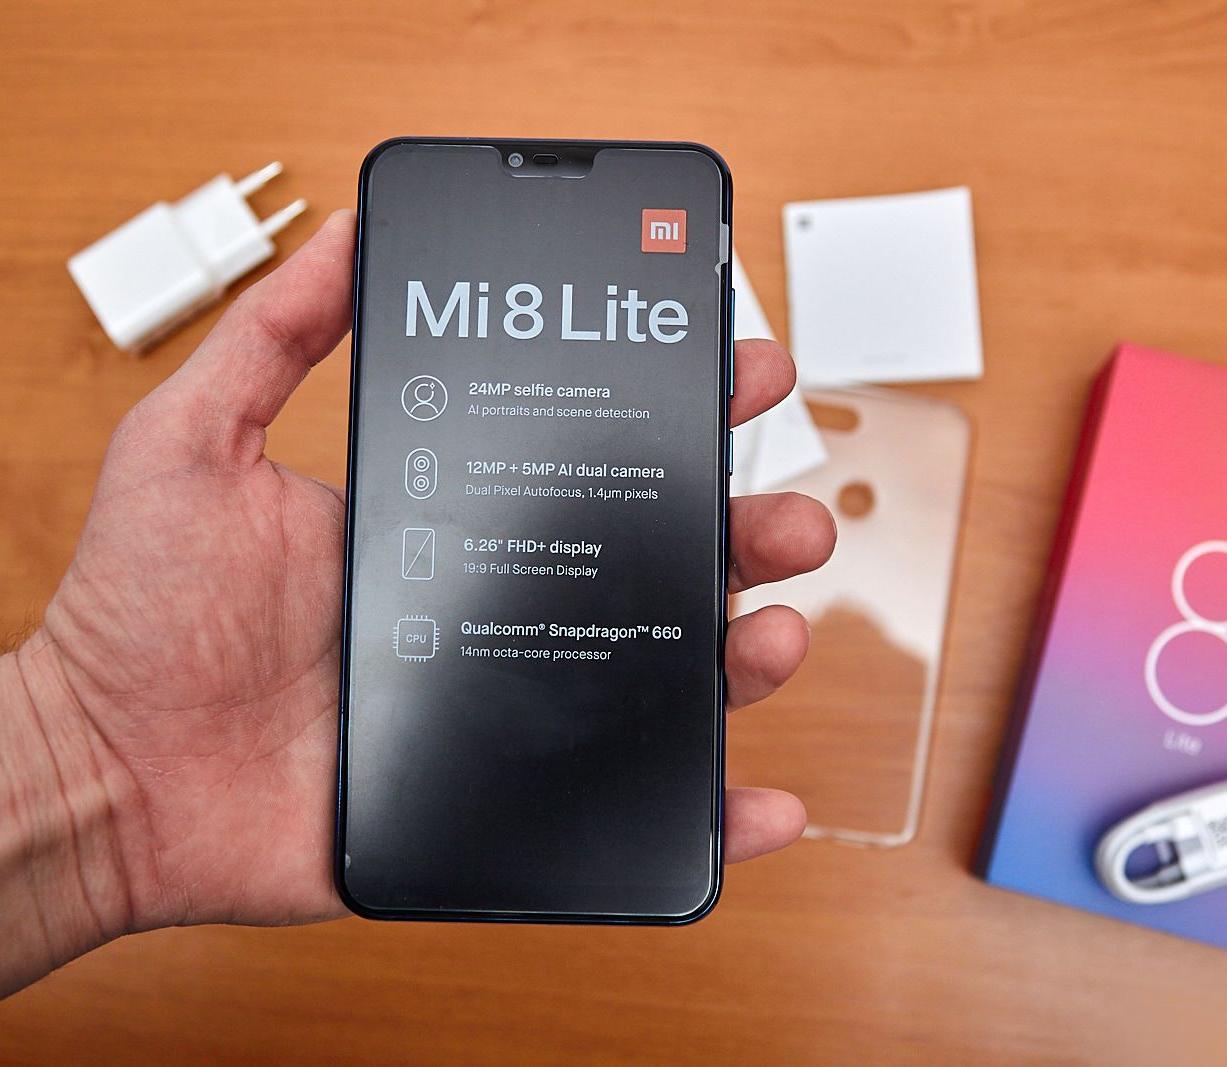 mi
Mi 8 Lite
24MP selfie camera
AI portraits and scene detection
12MP + 5MP AI dual camera
Dual Pixel Autofocus, 1.4μm pixels
6.26" FHD+ display
19:9 Full Screen Display
CPU
Qualcomm® Snapdragon™ 660
14nm octa-core processor
8
Lite